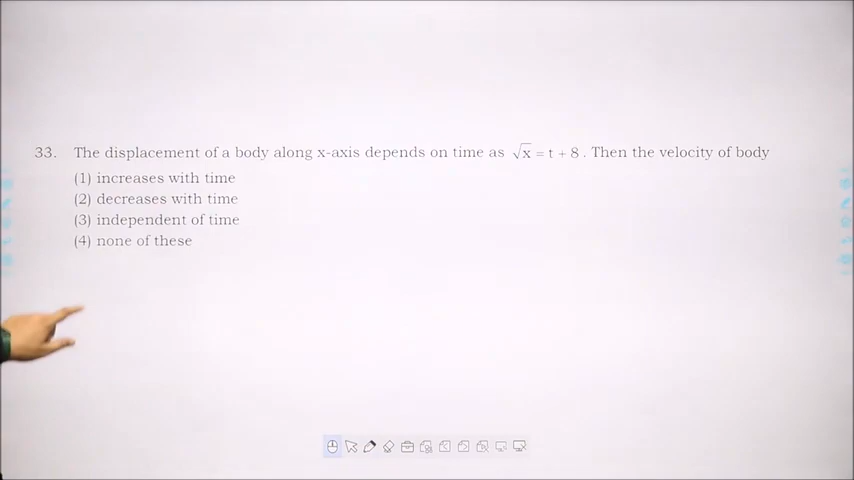 33. The displacement of a body along x-axis depends on time as √x = t + 8 . Then the velocity of body
(1) increases with time
(2) decreases with time
(3) independent of time
(4) none of these